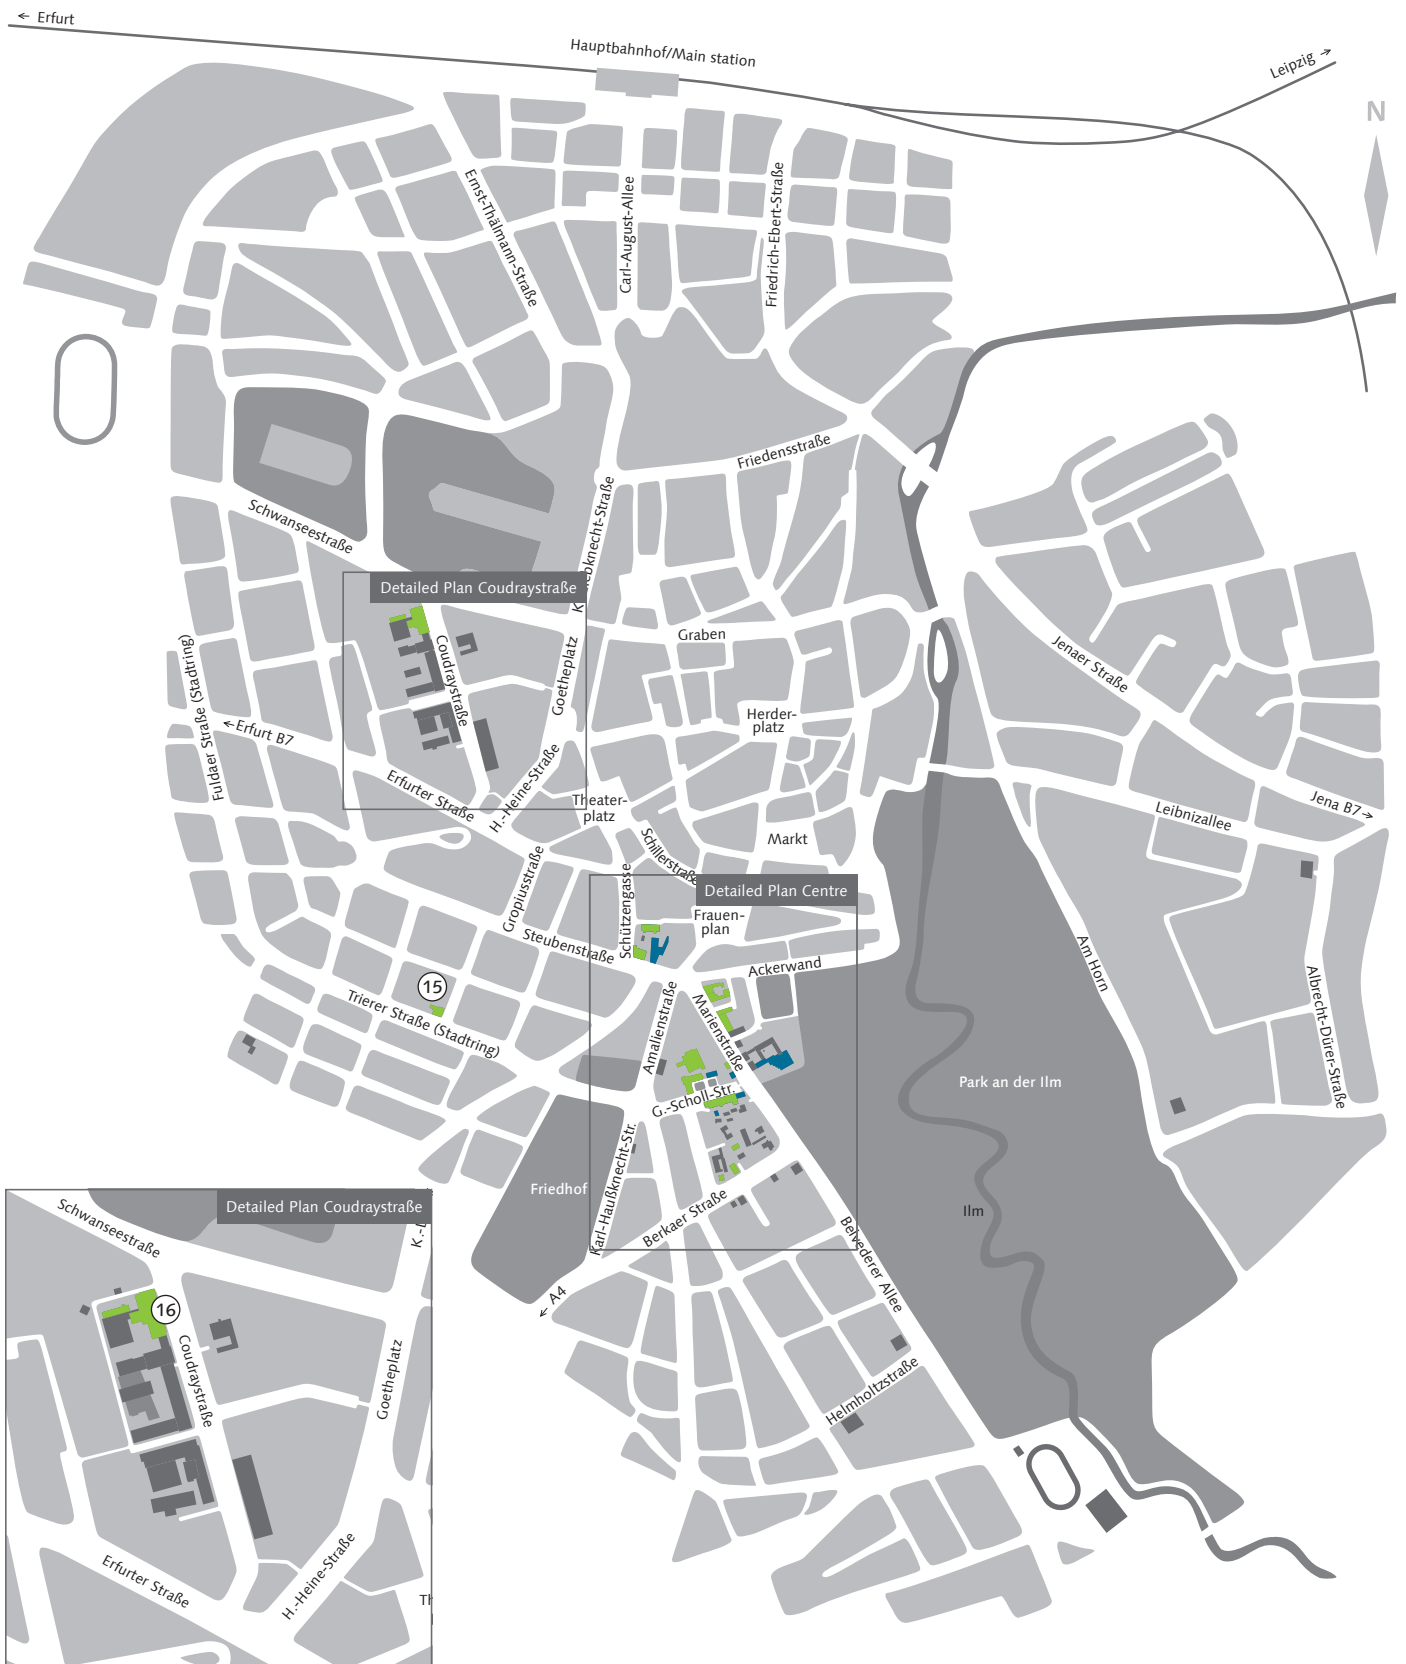 ← Erfurt
Hauptbahnhof/Main station
Leipzig →
N
Ernst-Thälmann-Straße
Carl-August-Allee
Friedrich-Ebert-Straße
Friedensstraße
Schwanseestraße
Detailed Plan Coudraystraße
Graben
Goetheplatz
Coudraystraße
Jenaer Straße
Fuldaer Straße (Stadtring)
← Erfurt B7
Herder-
platz
Erfurter Straße
H.-Heine-Straße
Theater-
platz
Markt
Leibnizallee
Jena B7 →
Schillerstraße
Gropiusstraße
Schützengasse
Detailed Plan Centre
Frauen-
plan
Steubenstraße
Ackerwand
Am Horn
15
Trierer Straße (Stadtring)
Amalienstraße
Marienstraße
Albrecht-Dürer-Straße
Park an der Ilm
G.-Scholl-Str.
Friedhof
Karl-Haußknecht-Str.
Berkaer Straße
Ilm
Belvederer Allee
← A4
Helmholtzstraße
Detailed Plan Coudraystraße
Schwanseestraße
16
Coudraystraße
Goetheplatz
Erfurter Straße
H.-Heine-Straße